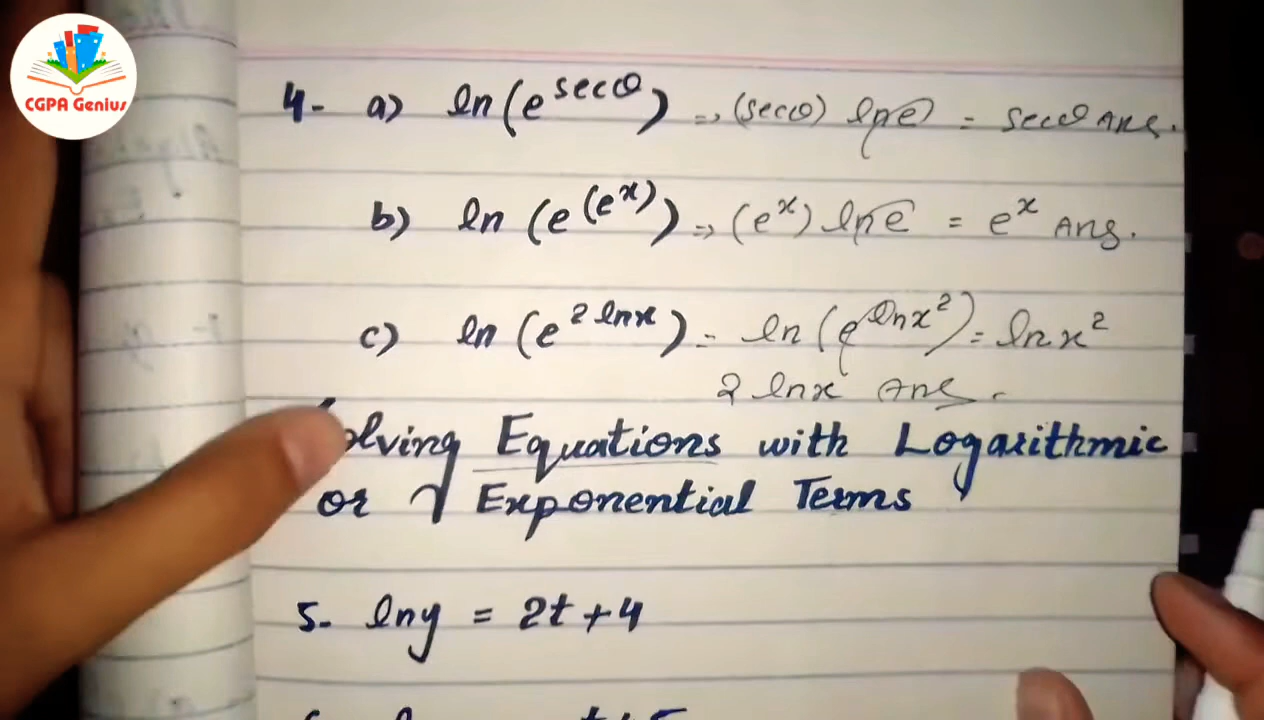 CGPA Genius
4- a) ln(e^secθ) => (secθ) lne = secθ Ans.
b) ln(e^(e^x)) => (e^x) lne = e^x Ans.
c) ln(e^2lnx) = ln(e^lnx²) = lnx²
2 lnx Ans.
olving Equations with Logarithmic
or Exponential Terms
5- lny = 2t+4